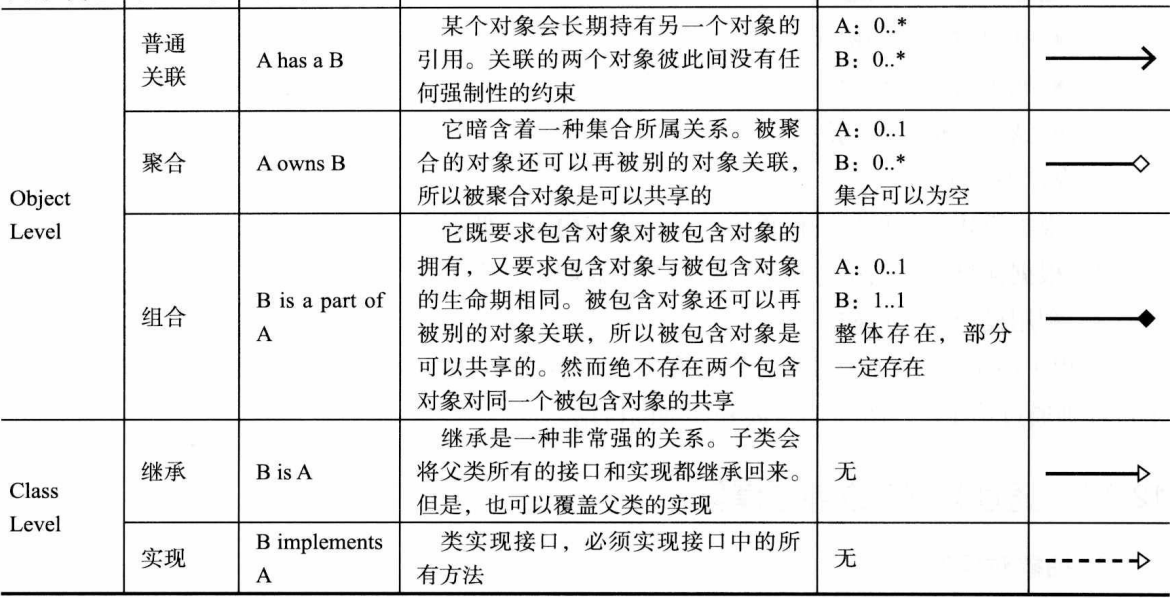 普通
关联
A has a B
某个对象会长期持有另一个对象的
引用。关联的两个对象彼此间没有任
何强制性的约束
A：0..*
B：0..*
Object
Level
聚合
A owns B
它暗含着一种集合所属关系。被聚
合的对象还可以再被别的对象关联，
所以被聚合对象是可以共享的
A：0..1
B：0..*
集合可以为空
组合
B is a part of
A
它既要求包含对象对被包含对象的
拥有，又要求包含对象与被包含对象
的生命期相同。被包含对象还可以再
被别的对象关联，所以被包含对象是
可以共享的。然而绝不存在两个包含
对象对同一个被包含对象的共享
A：0..1
B：1..1
整体存在，部分
一定存在
Class
Level
继承
B is A
继承是一种非常强的关系。子类会
将父类所有的接口和实现都继承回来。
但是，也可以覆盖父类的实现
无
实现
B implements
A
类实现接口，必须实现接口中的所
有方法
无